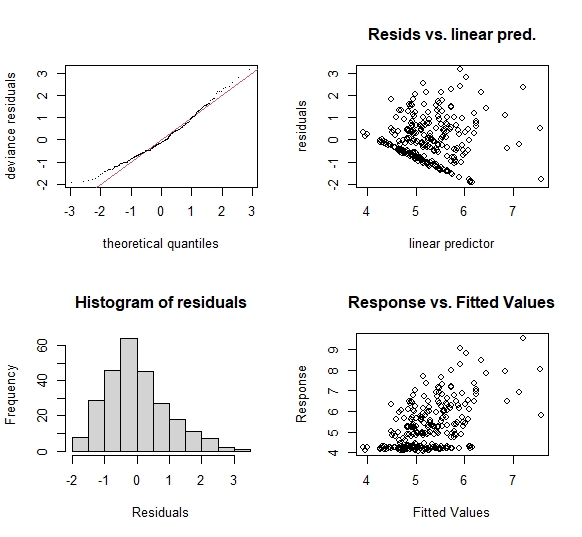 deviance residuals
-2 -1 0 1 2 3
-3 -2 -1 0 1 2 3
theoretical quantiles
Resids vs. linear pred.
residuals
-2 -1 0 1 2 3
4 5 6 7
linear predictor
Histogram of residuals
Frequency
0 20 40 60
-2 -1 0 1 2 3
Residuals
Response vs. Fitted Values
Response
4 5 6 7 8 9
4 5 6 7
Fitted Values